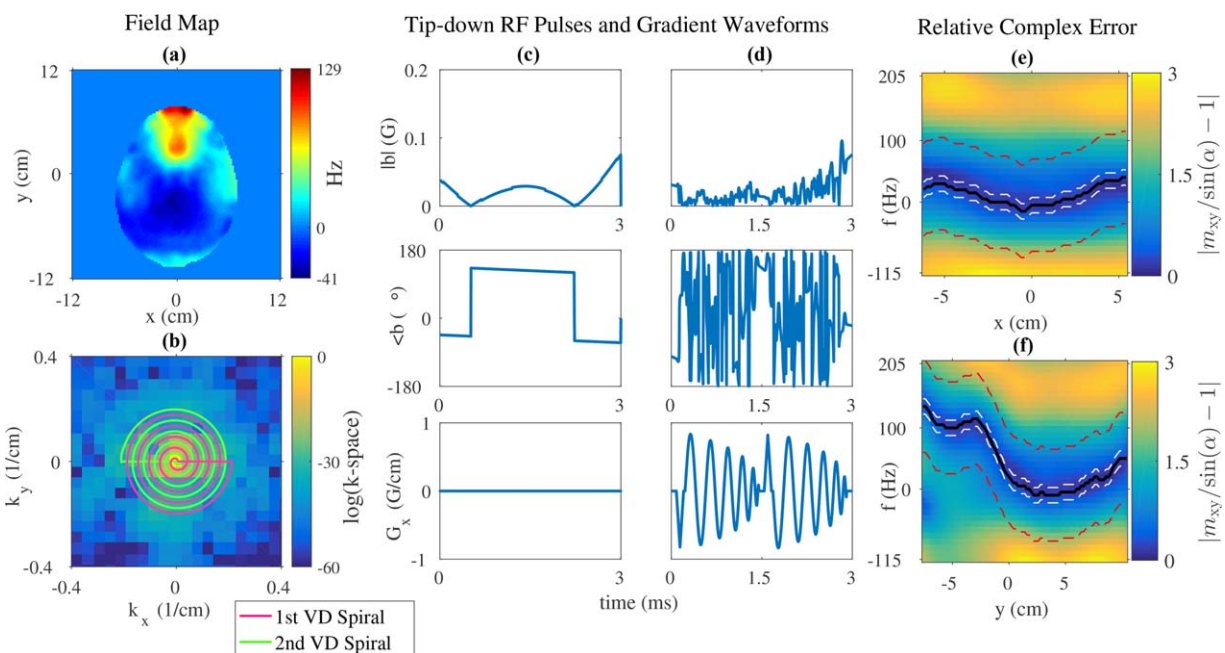 Field Map
Tip-down RF Pulses and Gradient Waveforms
Relative Complex Error
(a)
(c)
(d)
(e)
12
0
-12
y (cm)
-12
0
12
x (cm)
129
0
-41
Hz
0.2
0.1
0
|b| (G)
0
3
0
1.5
3
205
100
0
-115
f (Hz)
-5
0
5
x (cm)
3
1.5
0
|m_xy/sin(α) − 1|
180
0
-180
<b ( °)
0
3
0
1.5
3
(b)
0.4
0
-0.4
k_y (1/cm)
-0.4
0
0.4
k_x (1/cm)
0
-30
-60
log(k-space)
1st VD Spiral
2nd VD Spiral
1
0
-1
G_x (G/cm)
0
3
0
1.5
3
time (ms)
(f)
205
100
0
-115
f (Hz)
-5
0
5
y (cm)
3
1.5
0
|m_xy/sin(α) − 1|